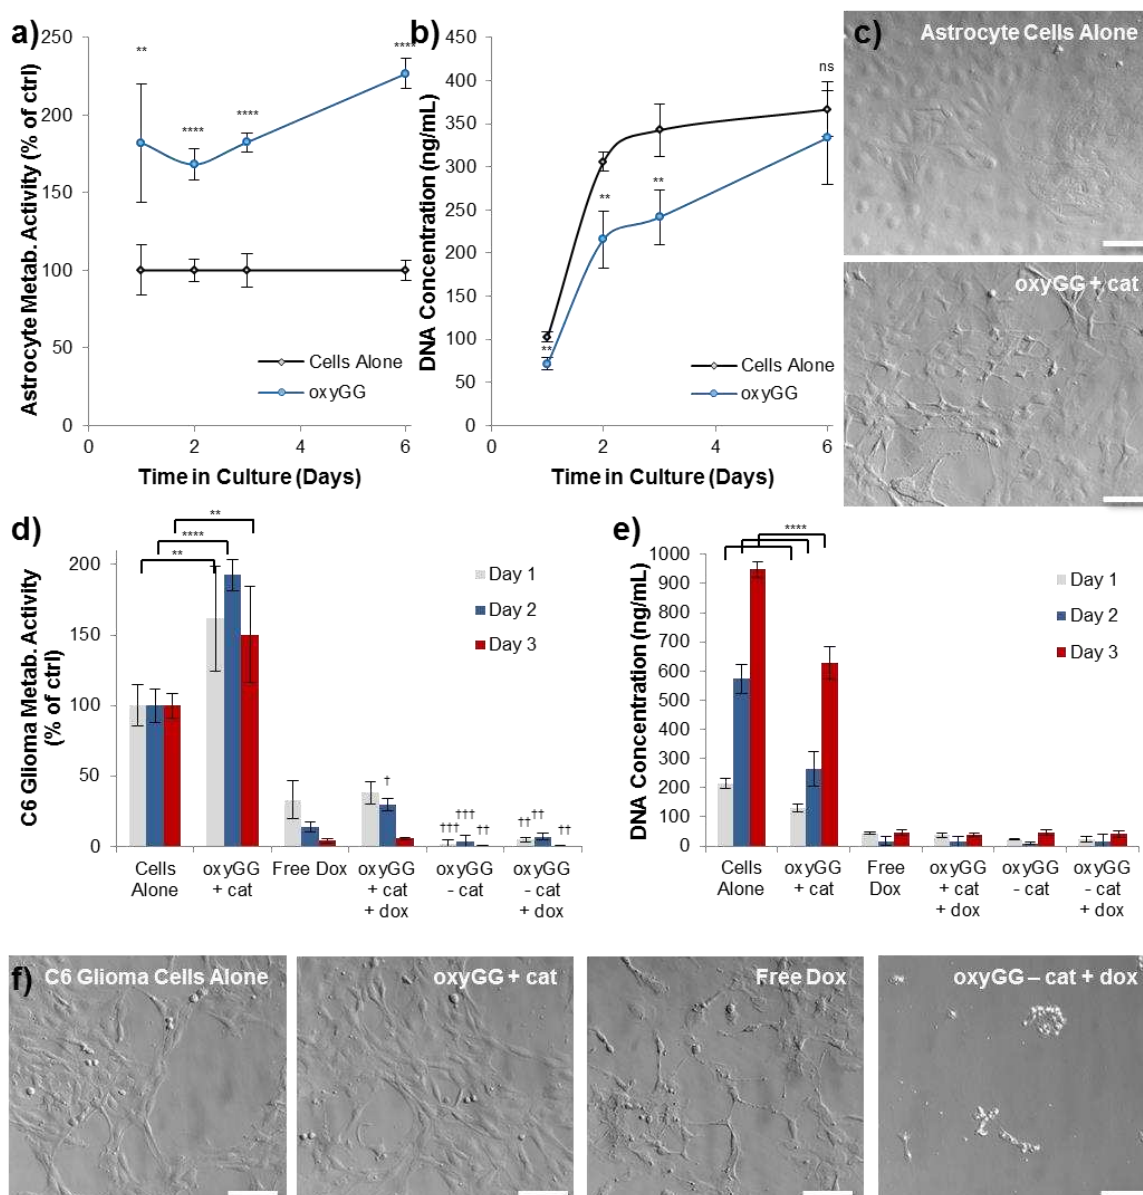 a)
Astrocyte Metab. Activity (% of ctrl)
250
200
150
100
50
0
**
****
****
****
Cells Alone
oxyGG
0 2 4 6
Time in Culture (Days)
b)
DNA Concentration (ng/mL)
450
400
350
300
250
200
150
100
50
0
**
**
**
ns
Cells Alone
oxyGG
0 2 4 6
Time in Culture (Days)
c)
Astrocyte Cells Alone
oxyGG + cat
d)
C6 Glioma Metab. Activity
(% of ctrl)
200
150
100
50
0
**
****
**
Day 1
Day 2
Day 3
†
††† ††† ††
†† †† ††
Cells
Alone
oxyGG
+ cat
Free Dox
oxyGG
+ cat
+ dox
oxyGG
- cat
oxyGG
- cat
+ dox
e)
DNA Concentration (ng/mL)
1000
900
800
700
600
500
400
300
200
100
0
****
Day 1
Day 2
Day 3
Cells
Alone
oxyGG
+ cat
Free
Dox
oxyGG
+ cat
+ dox
oxyGG
- cat
oxyGG
- cat
+ dox
f)
C6 Glioma Cells Alone
oxyGG + cat
Free Dox
oxyGG – cat + dox